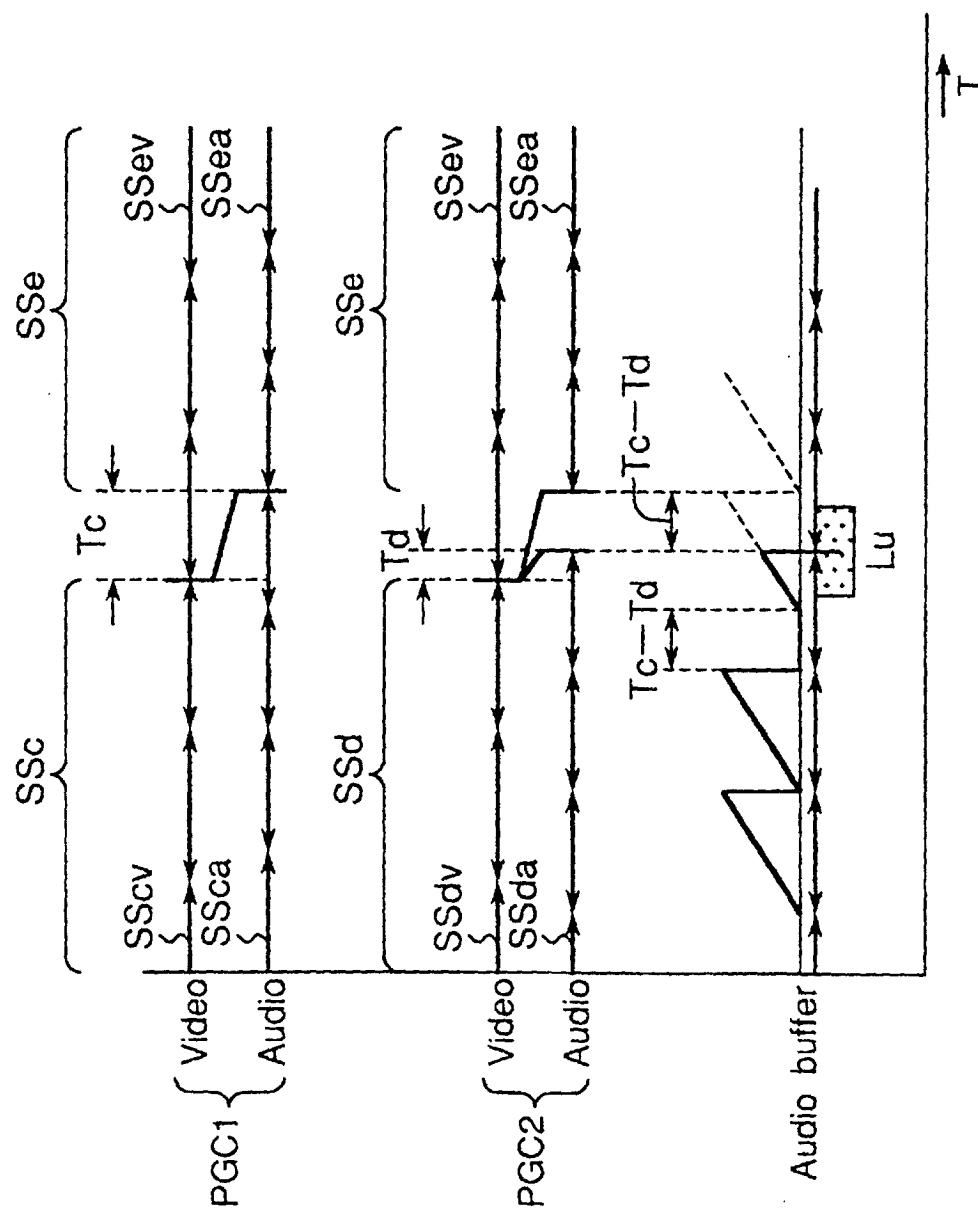 SSc
SSe
Tc
SScv
SSev
Video
SSca
SSea
Audio
PGC1
SSd
SSe
Td
SSdv
SSev
Video
SSda
SSea
Audio
PGC2
Tc—Td
Tc—Td
Audio buffer
Lu
T